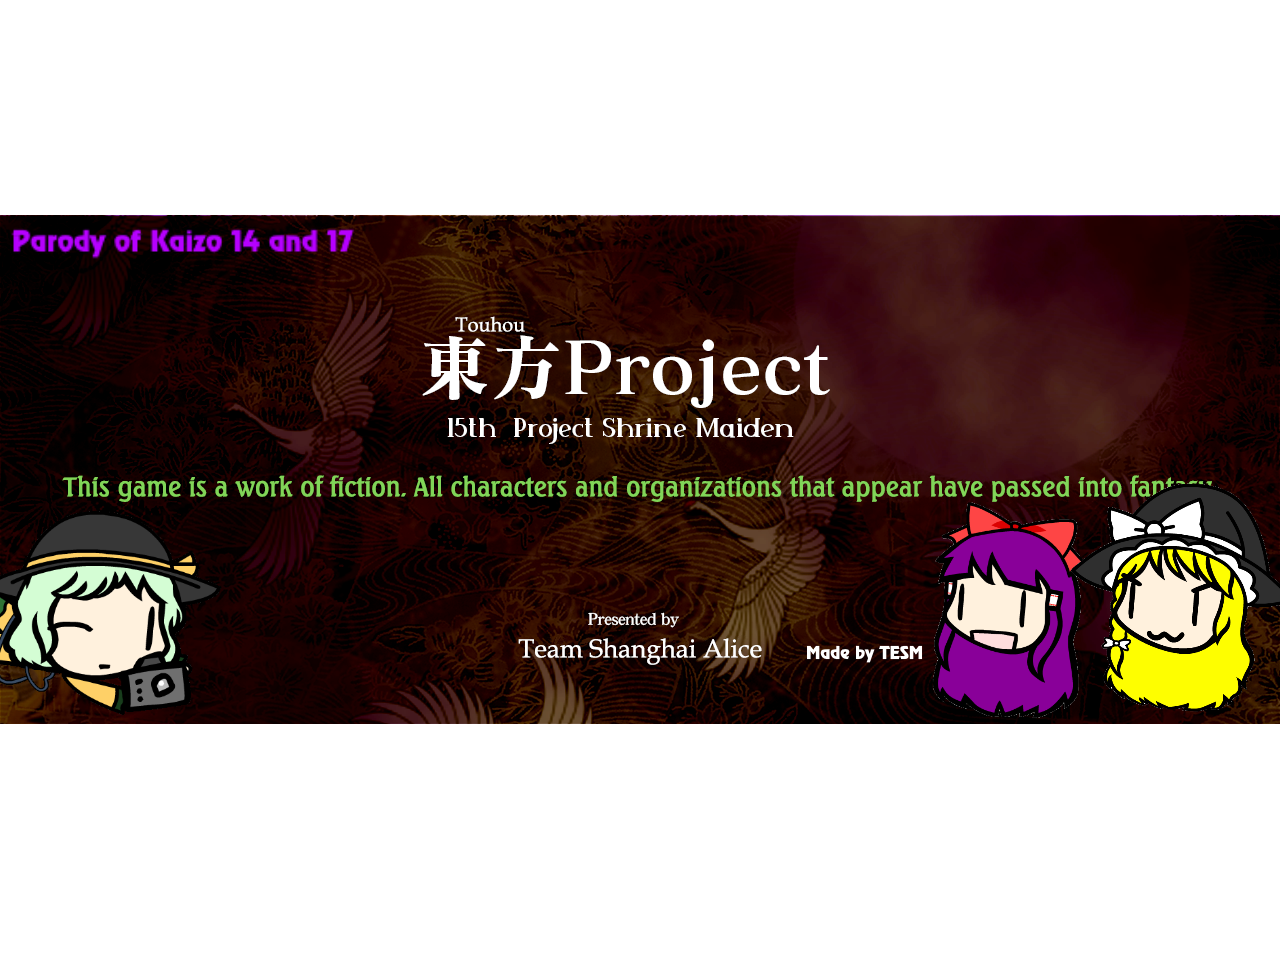 Parody of Kaizo 14 and 17
Touhou
東方Project
15th Project Shrine Maiden
This game is a work of fiction. All characters and organizations that appear have passed into fantasy.
Presented by
Team Shanghai Alice
Made by TESM